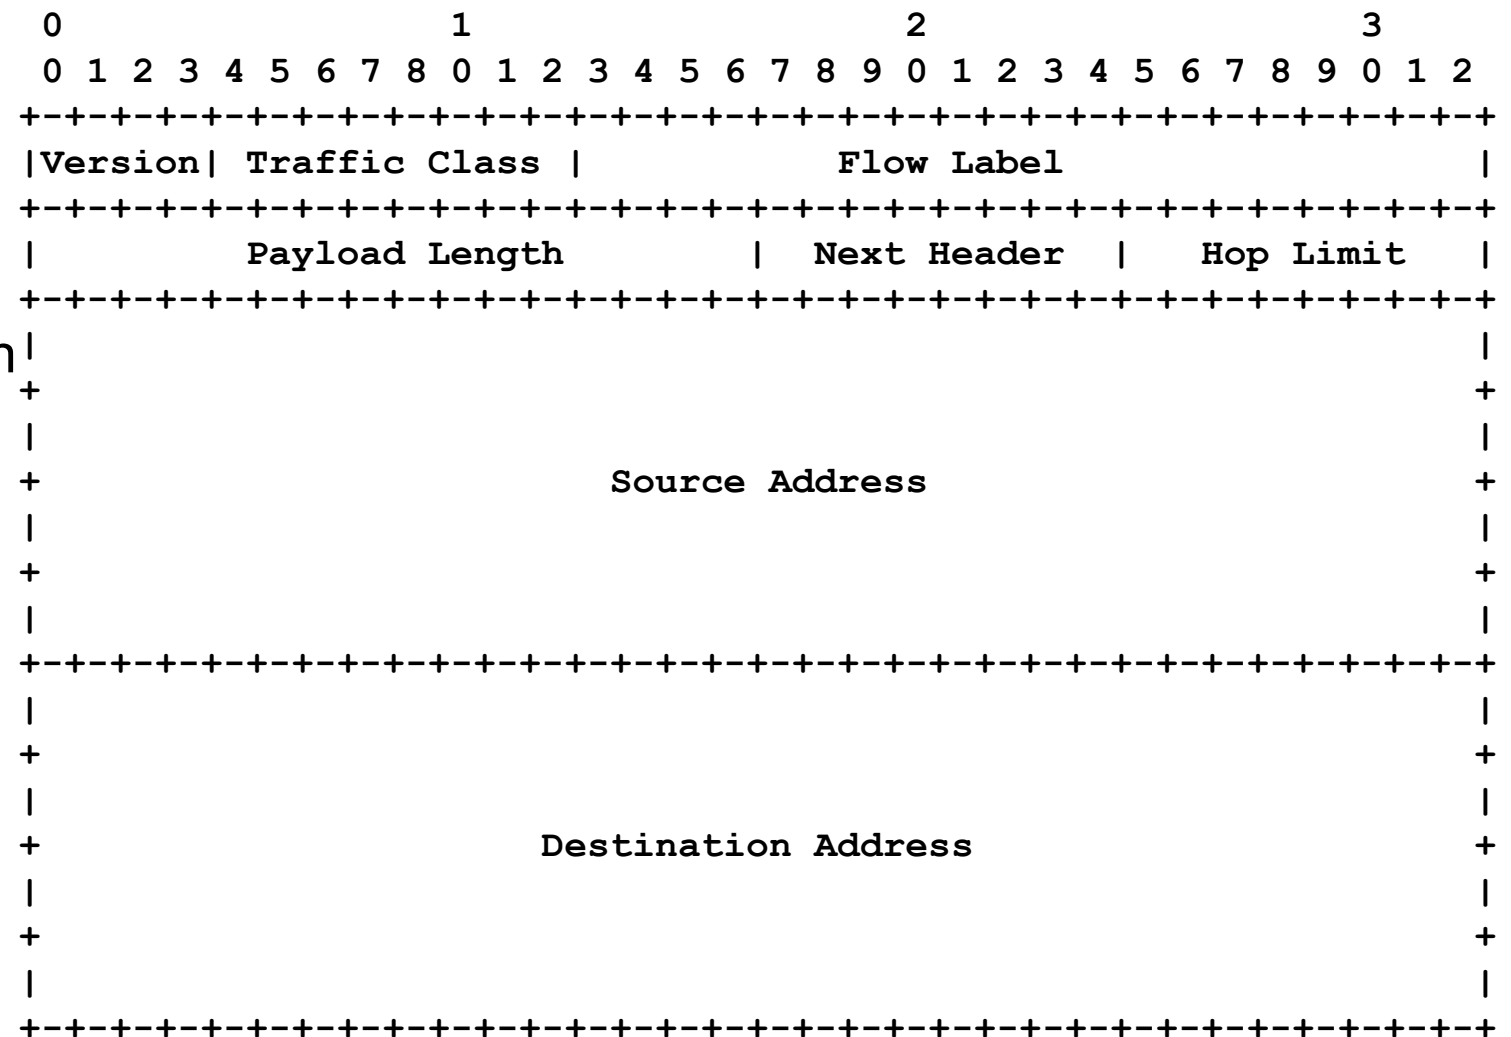 0                                     1                                       2                                       3
 0 1 2 3 4 5 6 7 8 0 1 2 3 4 5 6 7 8 9 0 1 2 3 4 5 6 7 8 9 0 1 2
+-+-+-+-+-+-+-+-+-+-+-+-+-+-+-+-+-+-+-+-+-+-+-+-+-+-+-+-+-+-+-+-+
|Version| Traffic Class |           Flow Label                  |
+-+-+-+-+-+-+-+-+-+-+-+-+-+-+-+-+-+-+-+-+-+-+-+-+-+-+-+-+-+-+-+-+
|         Payload Length        |  Next Header  |   Hop Limit   |
+-+-+-+-+-+-+-+-+-+-+-+-+-+-+-+-+-+-+-+-+-+-+-+-+-+-+-+-+-+-+-+-+
n|                                                               |
+                                                               +
|                                                               |
+                         Source Address                        +
|                                                               |
+                                                               +
|                                                               |
+-+-+-+-+-+-+-+-+-+-+-+-+-+-+-+-+-+-+-+-+-+-+-+-+-+-+-+-+-+-+-+-+
|                                                               |
+                                                               +
|                                                               |
+                      Destination Address                      +
|                                                               |
+                                                               +
|                                                               |
+-+-+-+-+-+-+-+-+-+-+-+-+-+-+-+-+-+-+-+-+-+-+-+-+-+-+-+-+-+-+-+-+